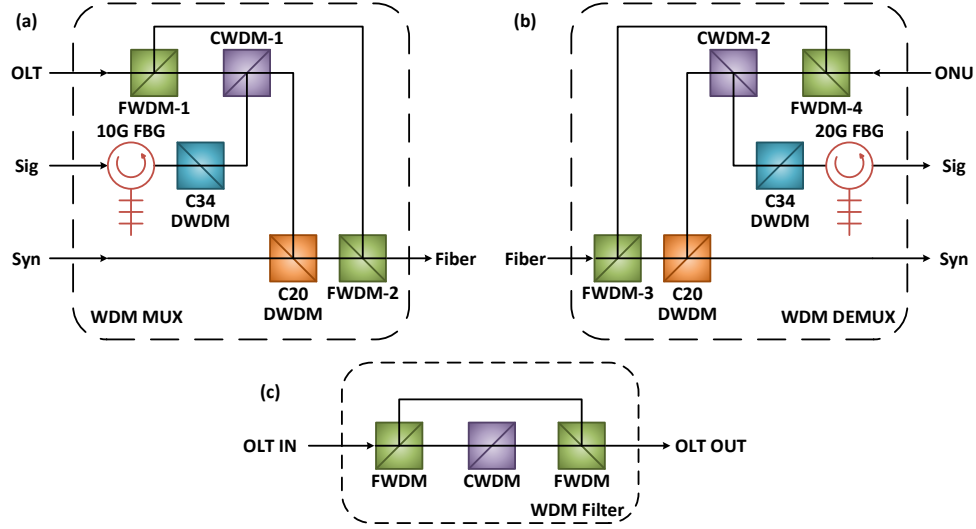 (a)
CWDM-1
OLT
FWDM-1
10G FBG
Sig
C34
DWDM
Syn
Fiber
C20
DWDM
FWDM-2
WDM MUX
(b)
CWDM-2
ONU
FWDM-4
20G FBG
Sig
C34
DWDM
Fiber
Syn
FWDM-3
C20
DWDM
WDM DEMUX
(c)
OLT IN
OLT OUT
FWDM
CWDM
FWDM
WDM Filter